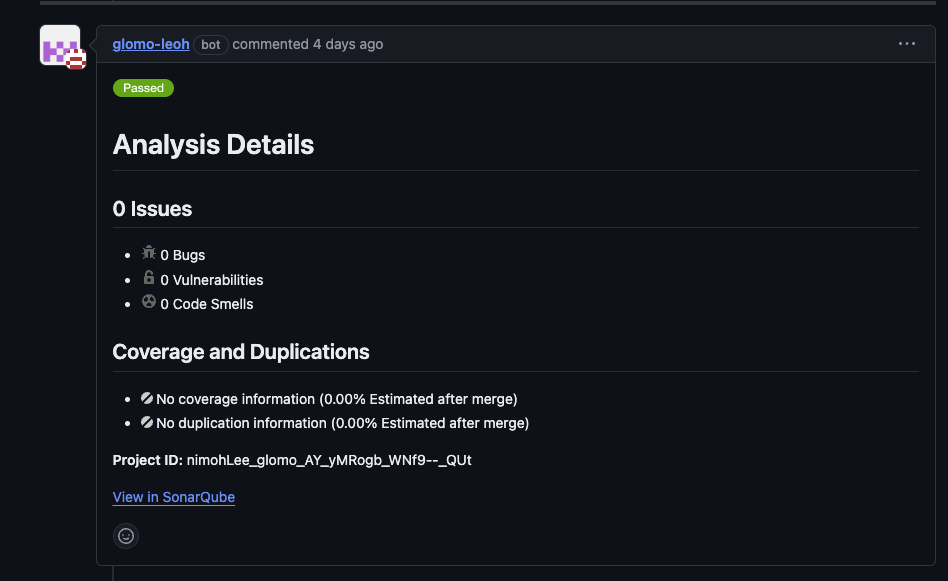 glomo-leoh bot commented 4 days ago
Passed
Analysis Details
0 Issues
0 Bugs
0 Vulnerabilities
0 Code Smells
Coverage and Duplications
No coverage information (0.00% Estimated after merge)
No duplication information (0.00% Estimated after merge)
Project ID: nimohLee_glomo_AY_yMRogb_WNf9--_QUt
View in SonarQube